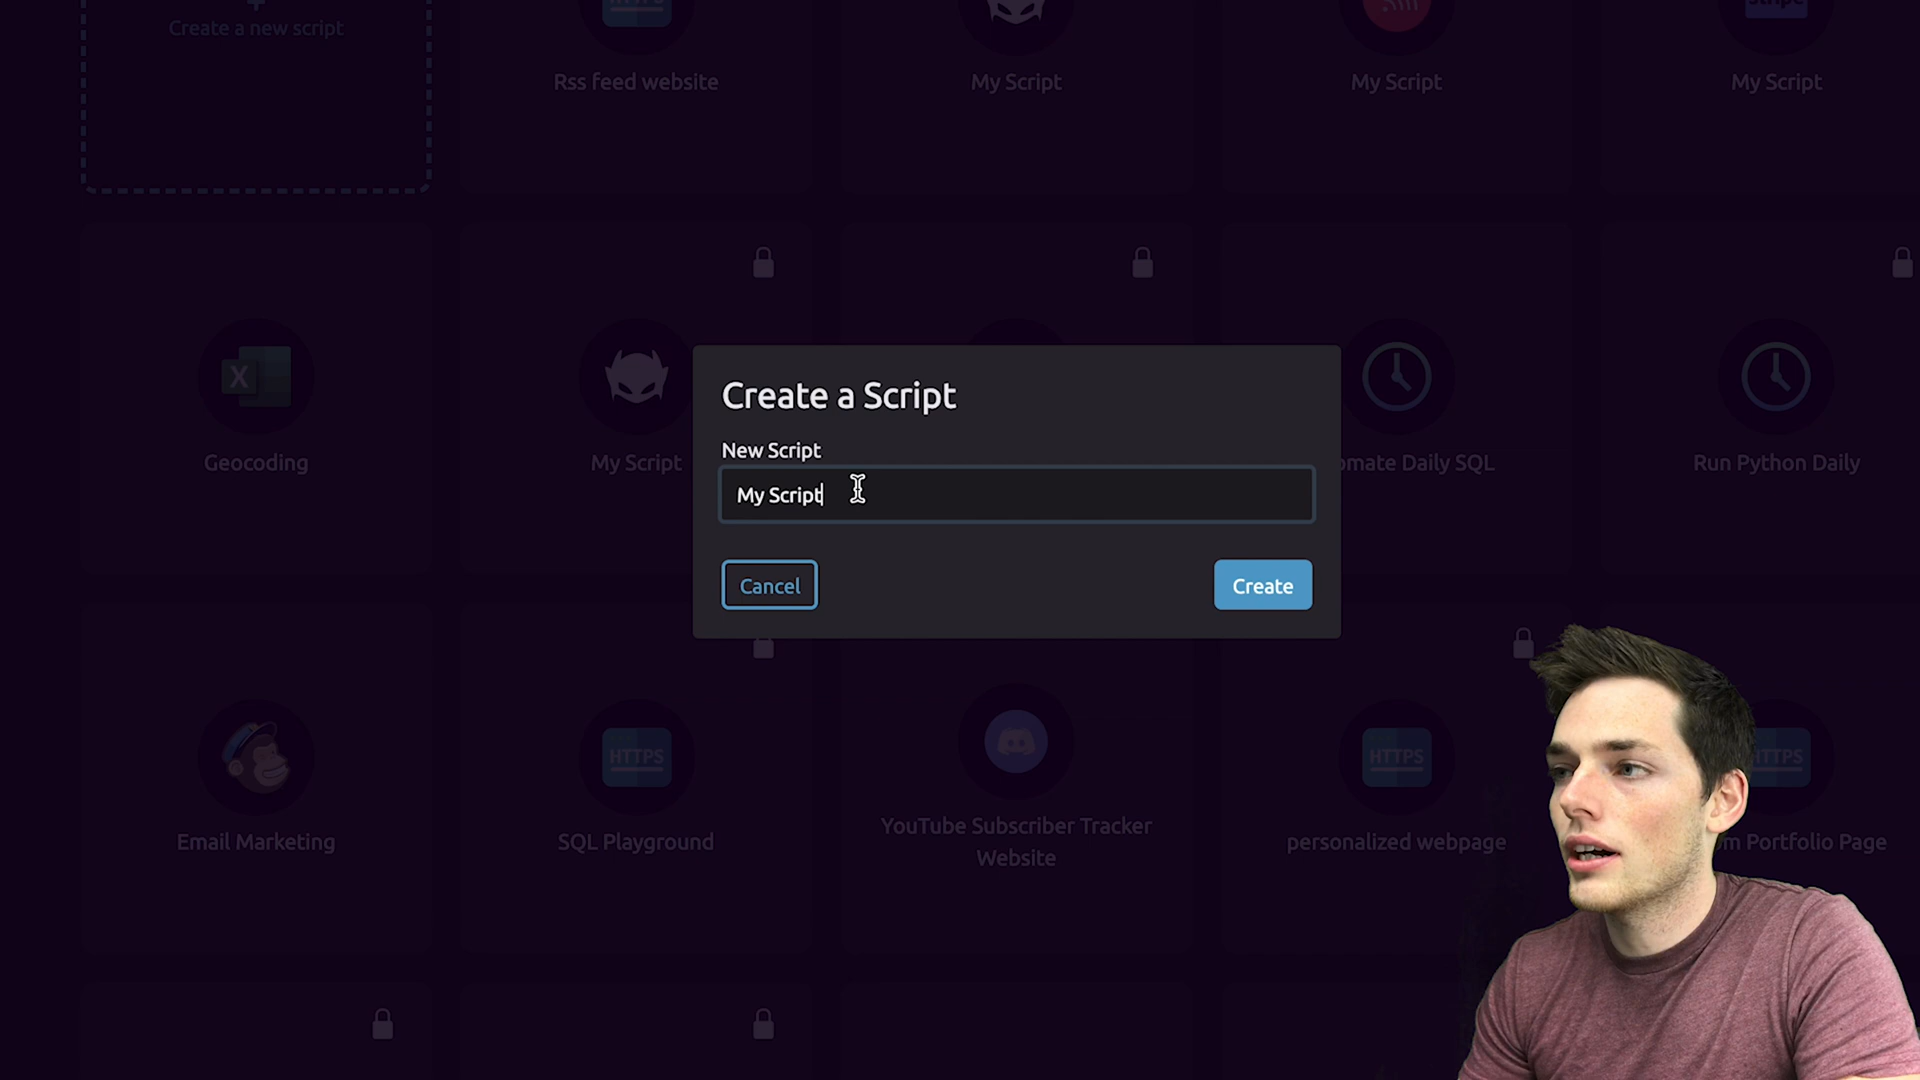 Create a new script
Rss feed website
My Script
My Script
My Script
Geocoding
X
My Script
Create a Script
New Script
My Script
Cancel
Create
omate Daily SQL
Run Python Daily
Email Marketing
HTTPS
SQL Playground
YouTube Subscriber Tracker
Website
HTTPS
personalized webpage
TTPS
m Portfolio Page